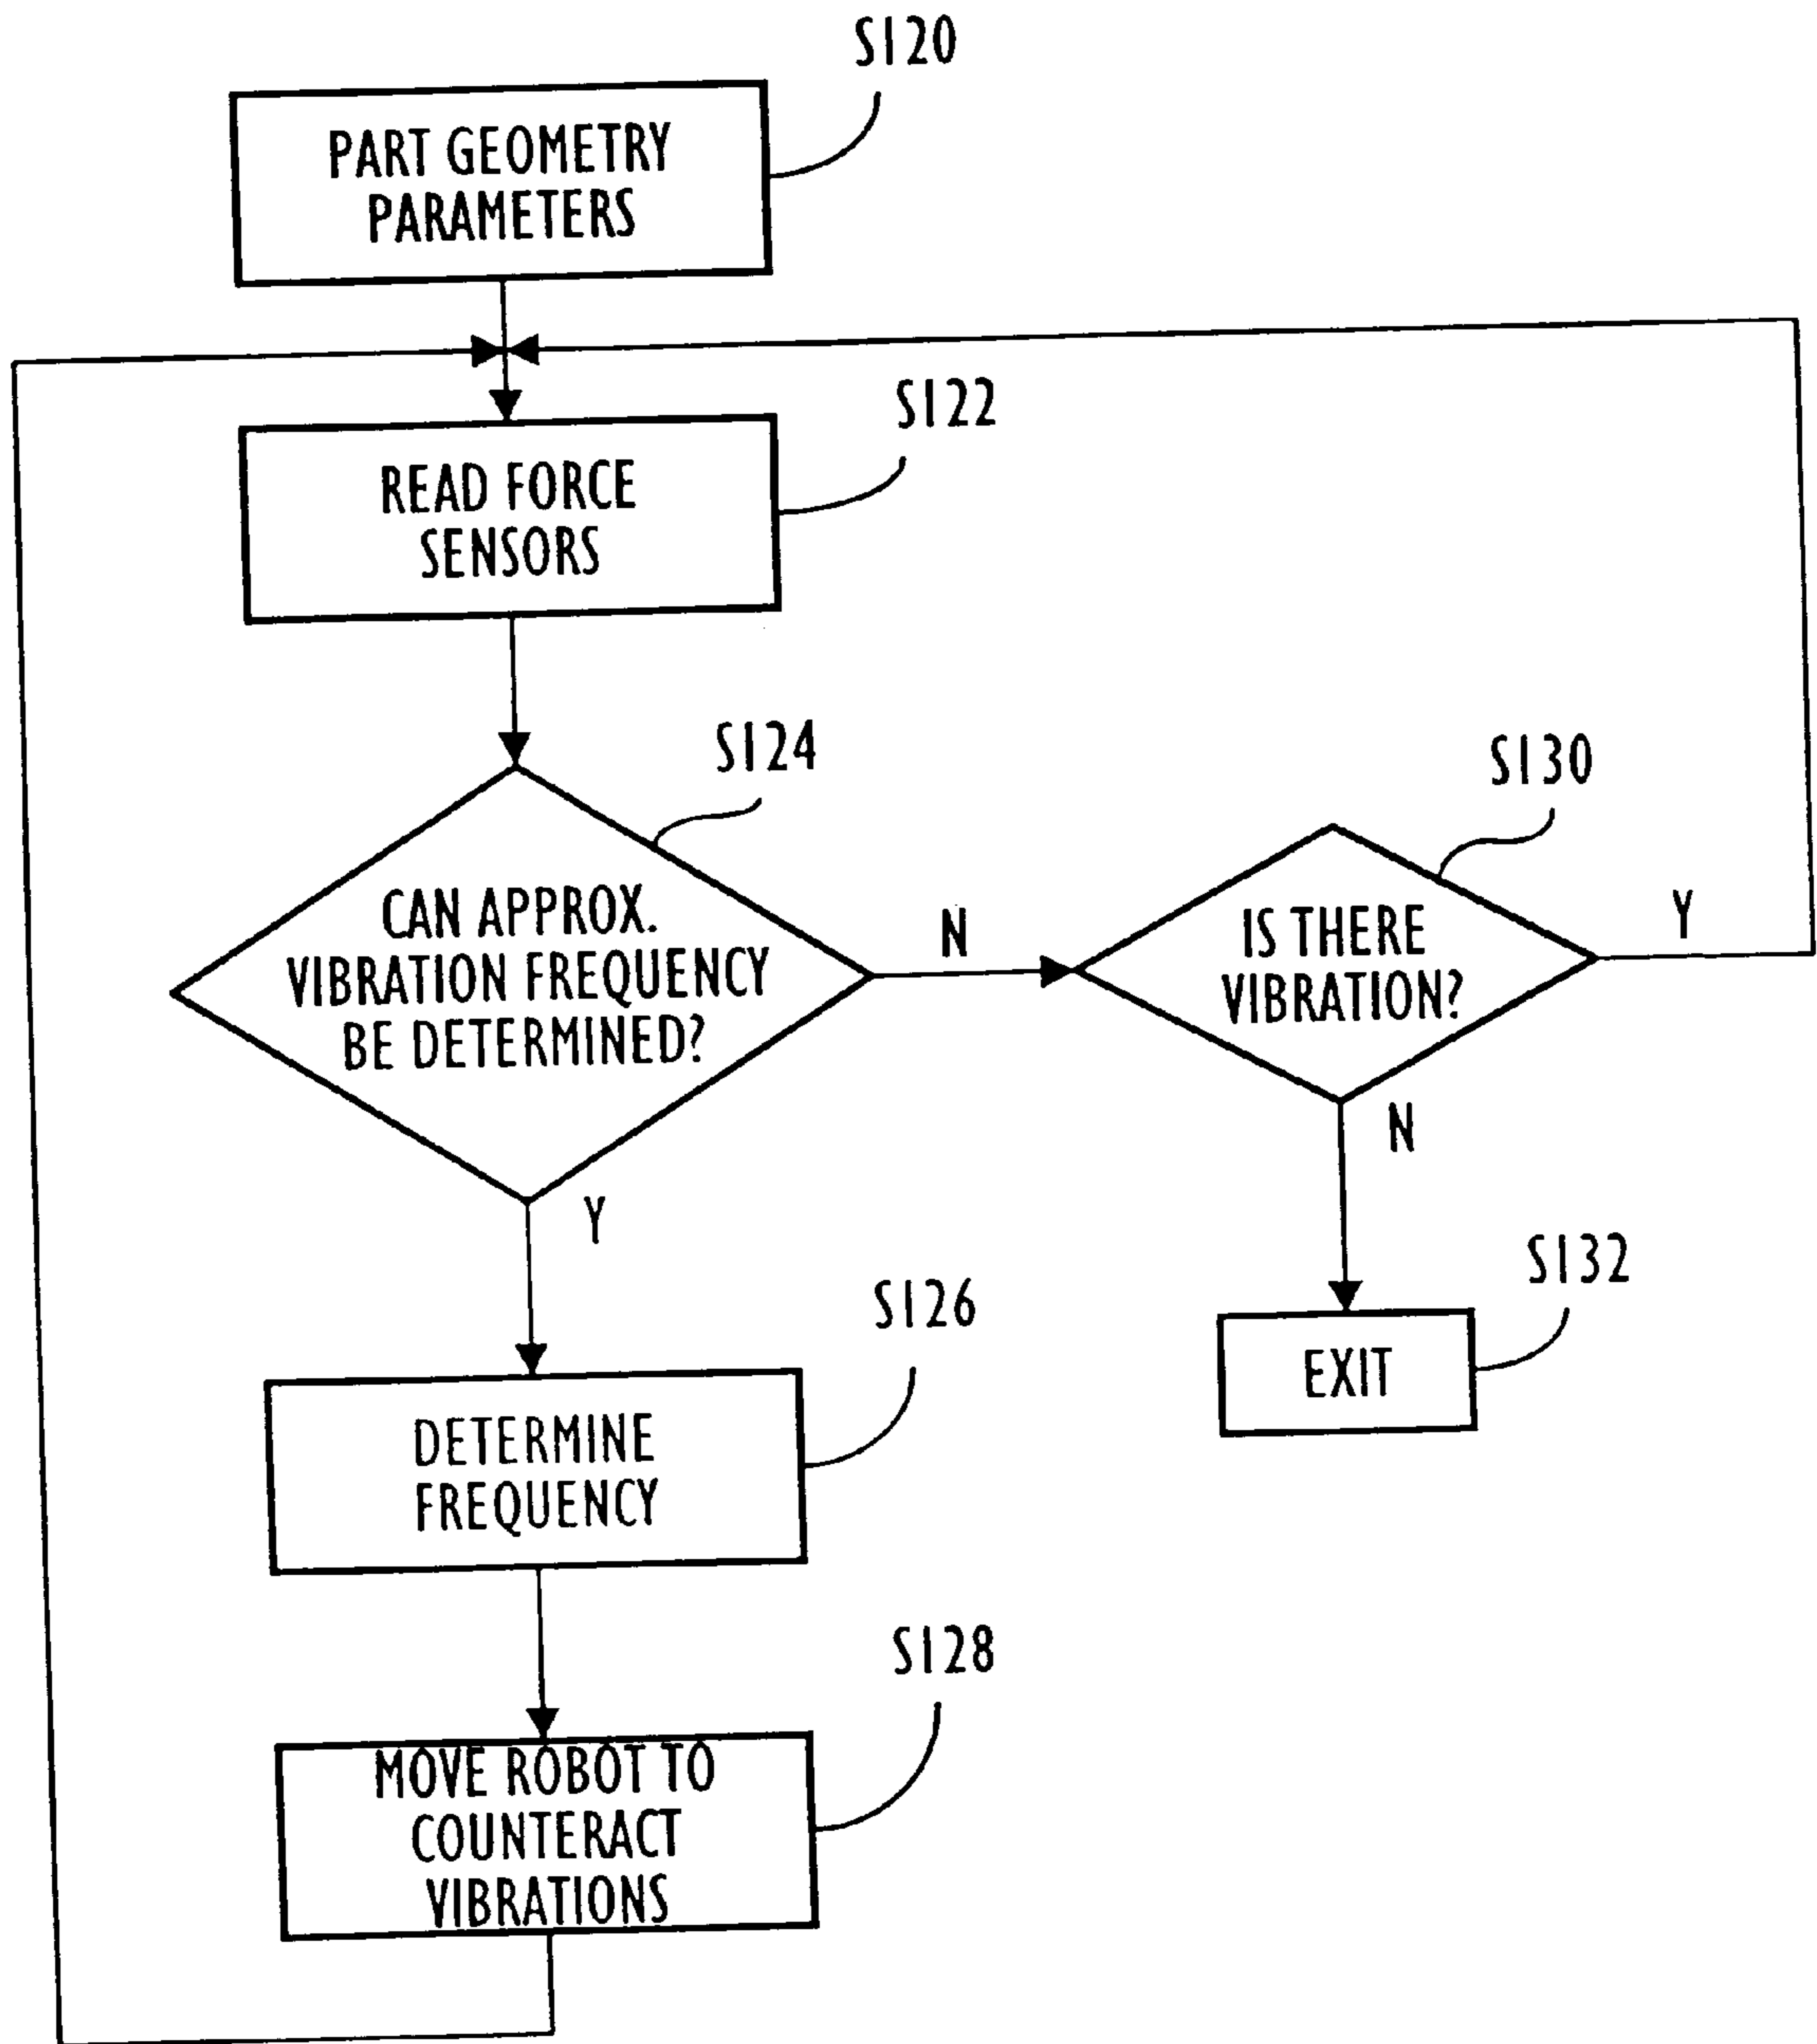 S120
PART GEOMETRY
PARAMETERS
S122
READ FORCE
SENSORS
S124
CAN APPROX.
VIBRATION FREQUENCY
BE DETERMINED?
N
S130
IS THERE
VIBRATION?
Y
N
Y
S132
EXIT
S126
DETERMINE
FREQUENCY
S128
MOVE ROBOT TO
COUNTERACT
VIBRATIONS